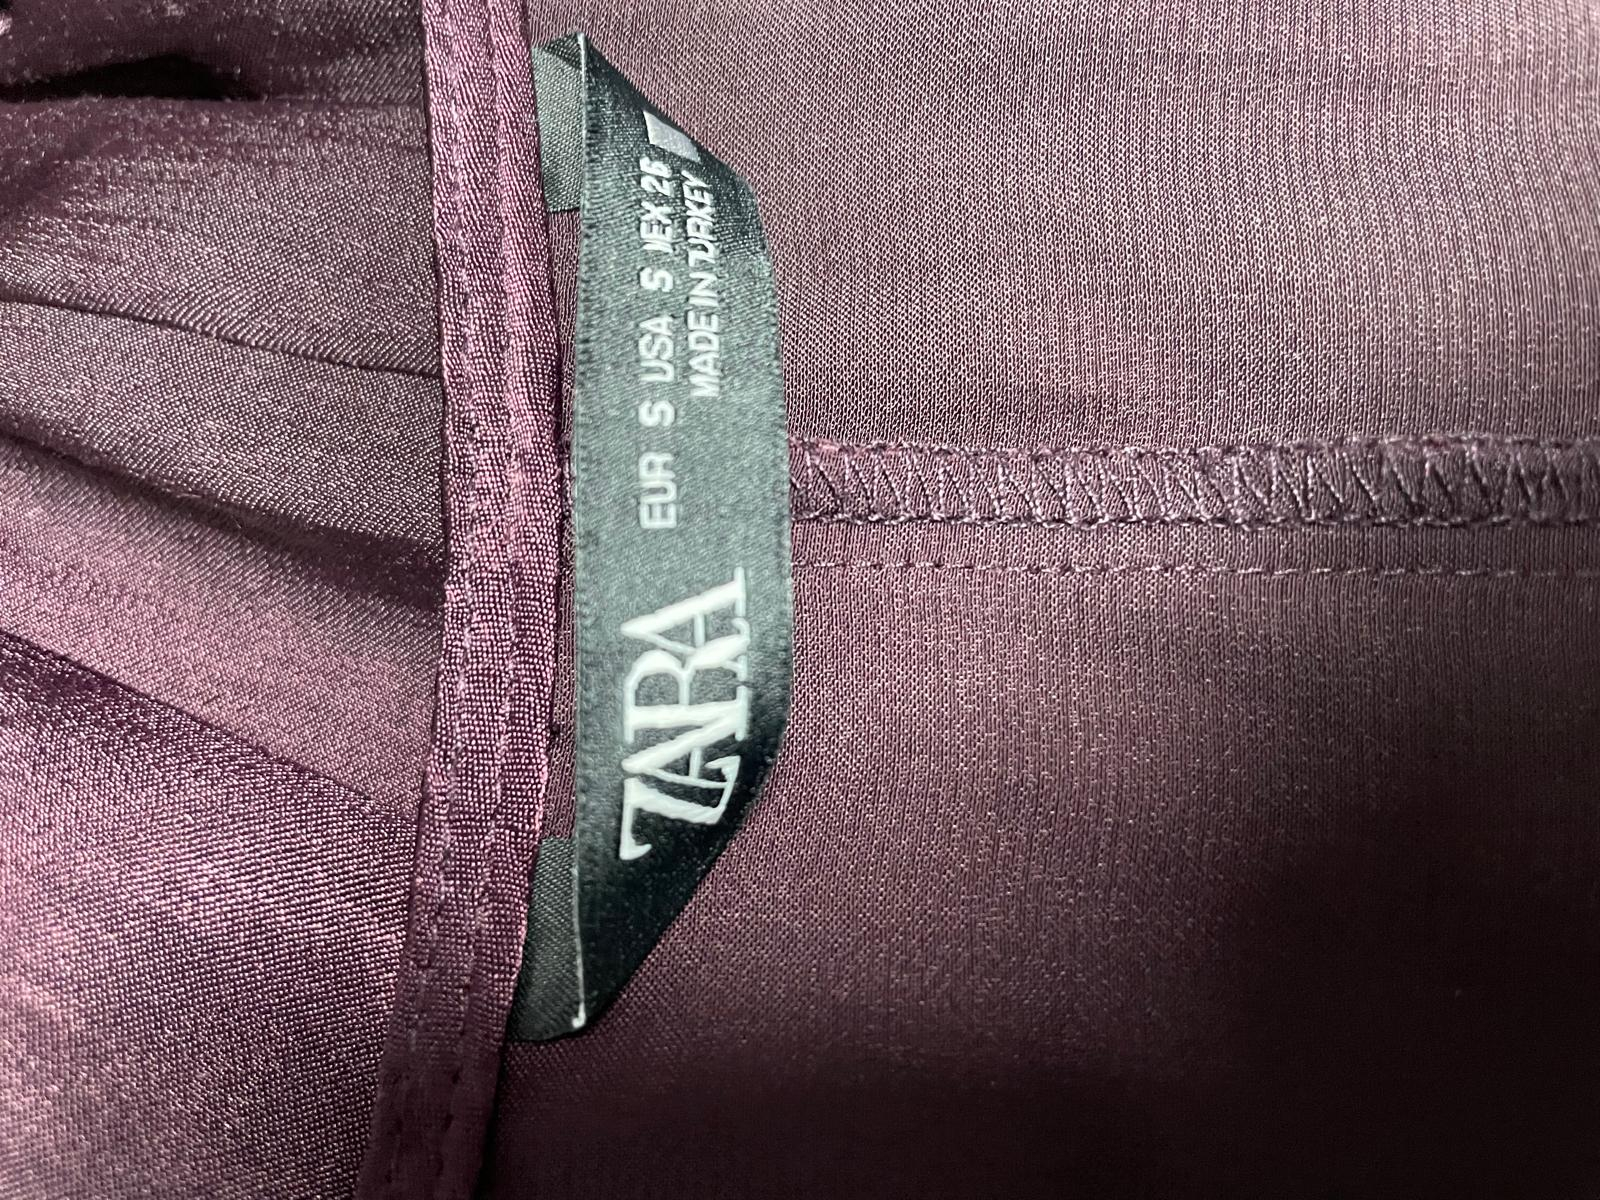 ZARA
EUR S USA S MEX 26
MADE IN TURKEY